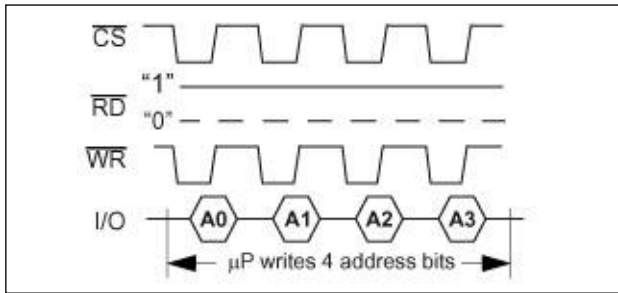 CS
"1"
RD
"0"
WR
I/O A0 A1 A2 A3
µP writes 4 address bits